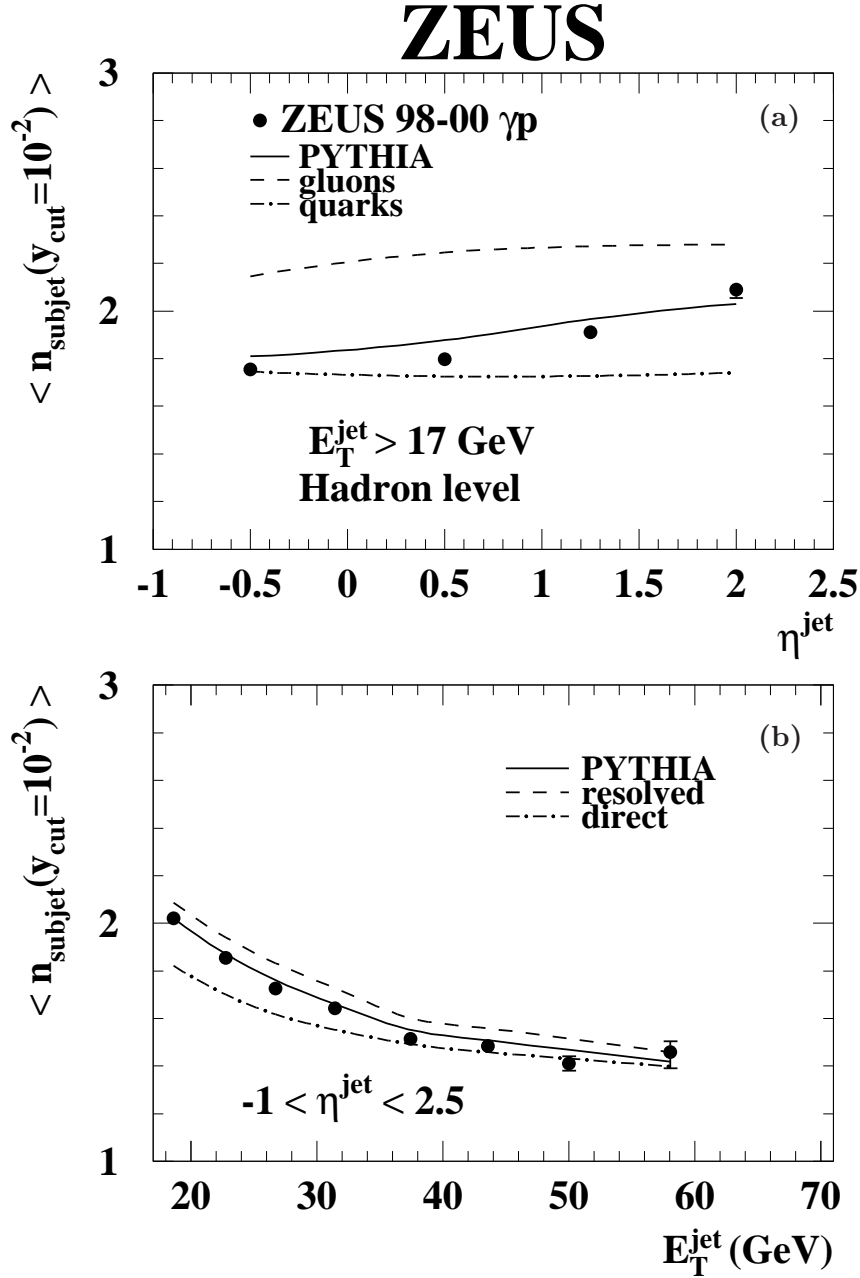 ZEUS
< n_subjet(y_cut=10^-2) >
3
2
1
(a)
ZEUS 98-00 γp
PYTHIA
gluons
quarks
E_T^jet > 17 GeV
Hadron level
-1 -0.5 0 0.5 1 1.5 2 2.5
η^jet
< n_subjet(y_cut=10^-2) >
3
2
1
(b)
PYTHIA
resolved
direct
-1 < η^jet < 2.5
20 30 40 50 60 70
E_T^jet (GeV)